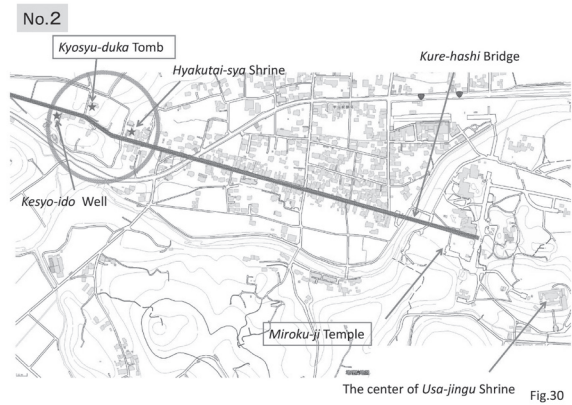 No.2
Kyosyu-duka Tomb
Hyakutai-sya Shrine
Kure-hashi Bridge
Kesyo-ido Well
Miroku-ji Temple
The center of Usa-jingu Shrine
Fig.30